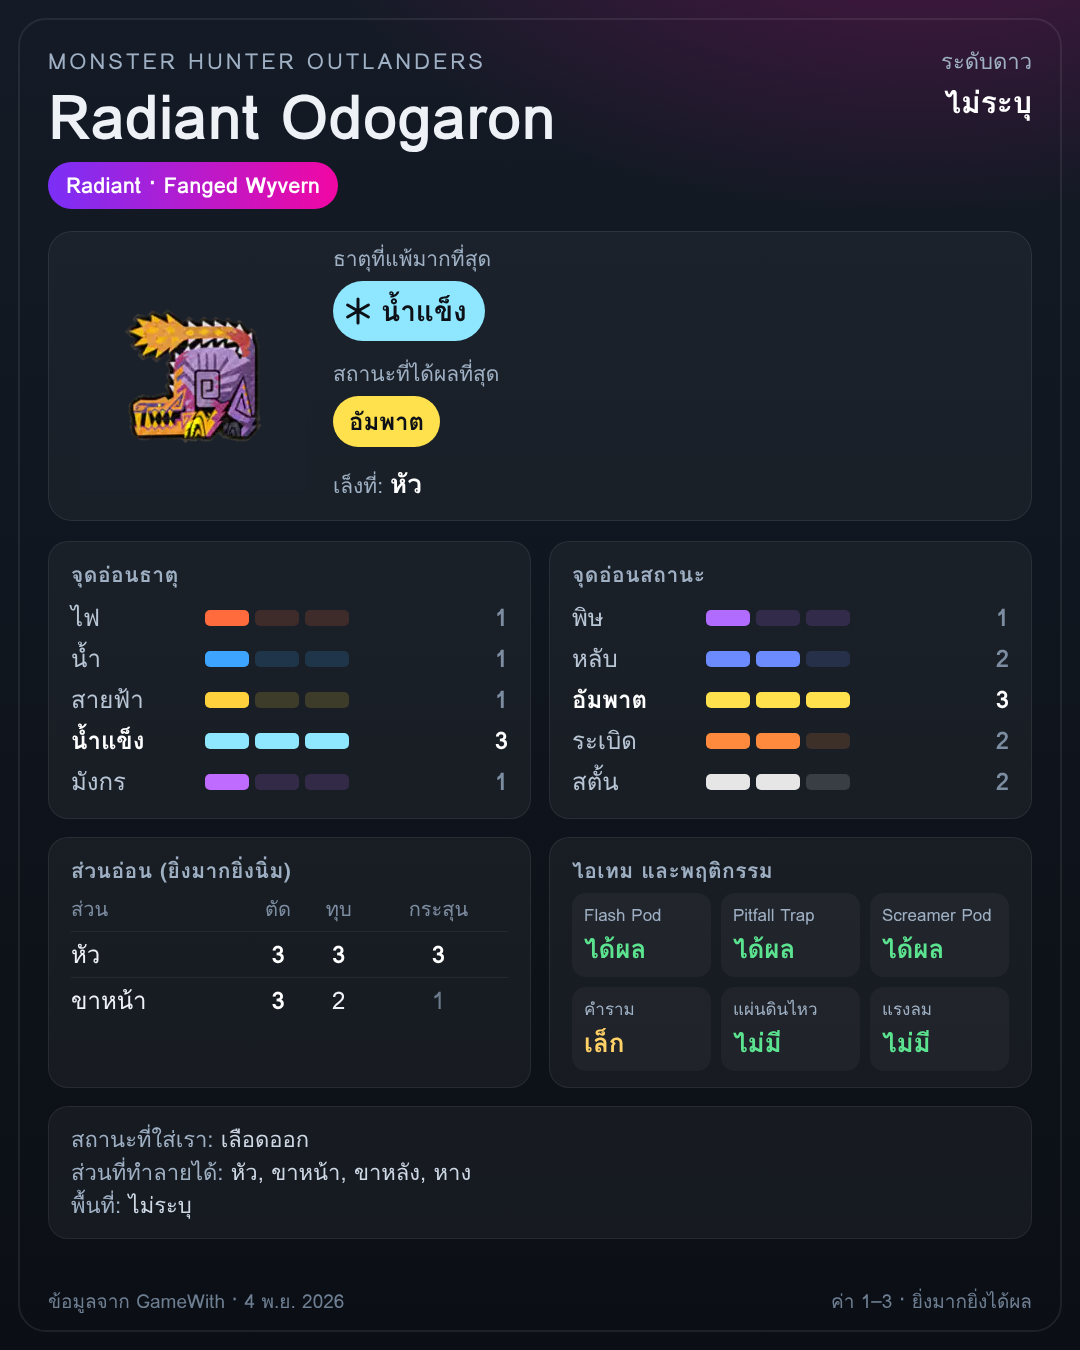 MONSTER HUNTER OUTLANDERS
ระดับดาว
Radiant Odogaron
ไม่ระบุ
Radiant · Fanged Wyvern
ธาตุที่แพ้มากที่สุด
น้ำแข็ง
สถานะที่ได้ผลที่สุด
อัมพาต
เล็งที่: หัว
จุดอ่อนธาตุ
ไฟ 1
น้ำ 1
สายฟ้า 1
น้ำแข็ง 3
มังกร 1
จุดอ่อนสถานะ
พิษ 1
หลับ 2
อัมพาต 3
ระเบิด 2
สตั้น 2
ส่วนอ่อน (ยิ่งมากยิ่งนิ่ม)
ส่วน ตัด ทุบ กระสุน
หัว 3 3 3
ขาหน้า 3 2 1
ไอเทม และพฤติกรรม
Flash Pod Pitfall Trap Screamer Pod
ได้ผล ได้ผล ได้ผล
คำราม แผ่นดินไหว แรงลม
เล็ก ไม่มี ไม่มี
สถานะที่ใส่เรา: เลือดออก
ส่วนที่ทำลายได้: หัว, ขาหน้า, ขาหลัง, หาง
พื้นที่: ไม่ระบุ
ข้อมูลจาก GameWith · 4 พ.ย. 2026
ค่า 1–3 · ยิ่งมากยิ่งได้ผล